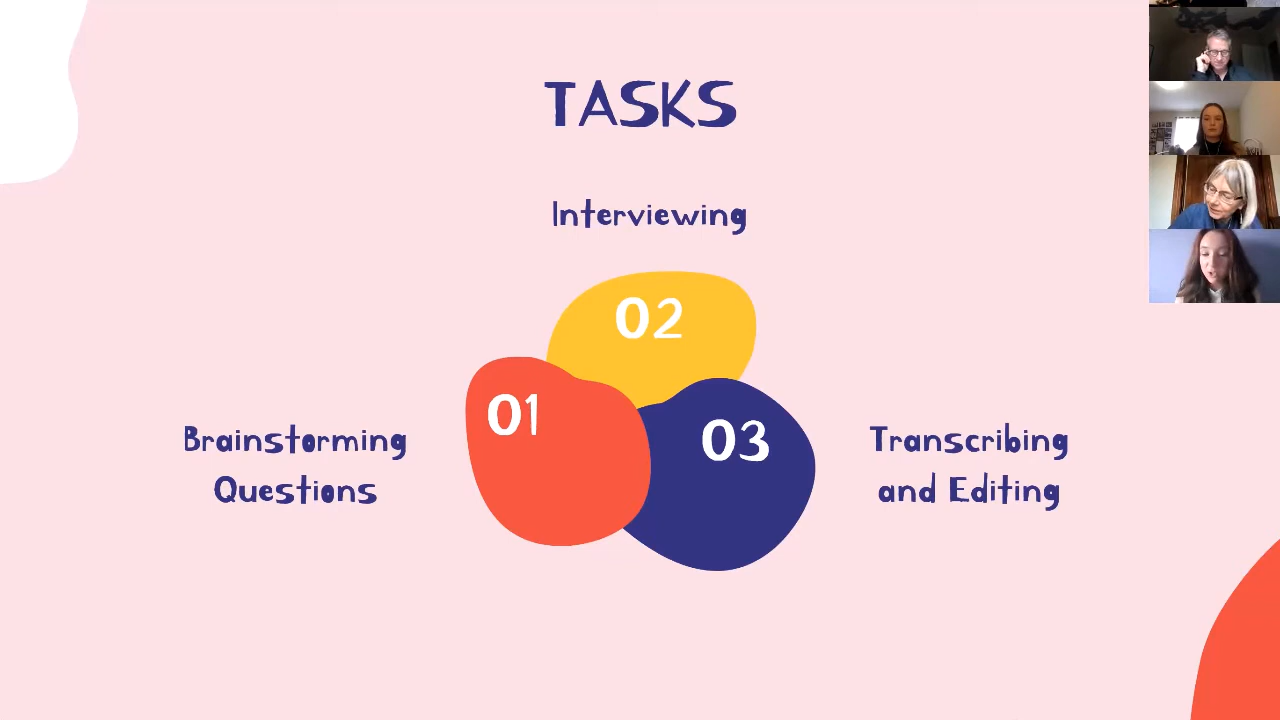 TASKS
Interviewing
02
01
03
Brainstorming
Questions
Transcribing
and Editing